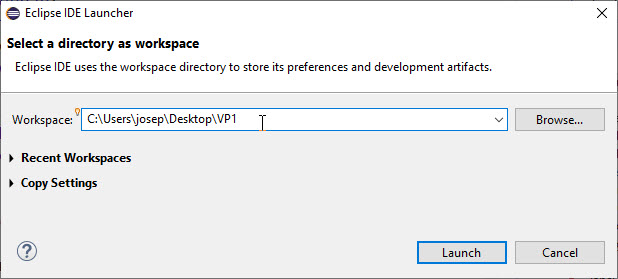 Eclipse IDE Launcher
Select a directory as workspace
Eclipse IDE uses the workspace directory to store its preferences and development artifacts.
Workspace: C:\Users\josep\Desktop\VP1 Browse...
Recent Workspaces
Copy Settings
? Launch Cancel